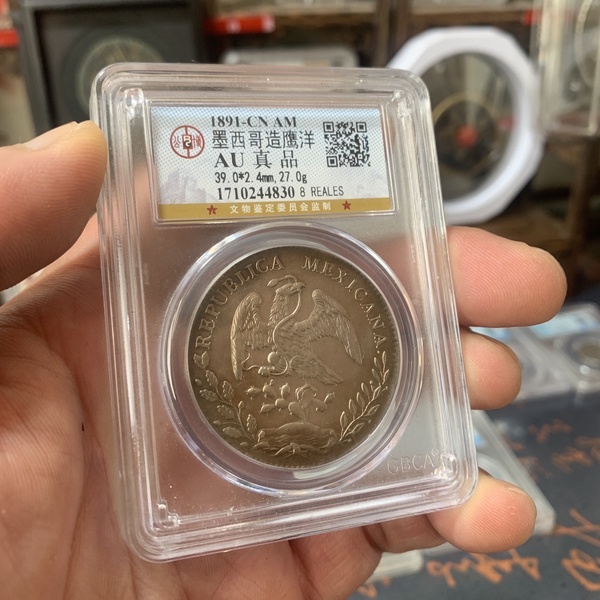 1891-CN AM
墨西哥造鹰洋
AU 真品
39.0*2.4mm,27.0g
1710244830 8 REALES
★ 文物鉴定委员会监制 ★
REPUBLICA MEXICANA
GBCA